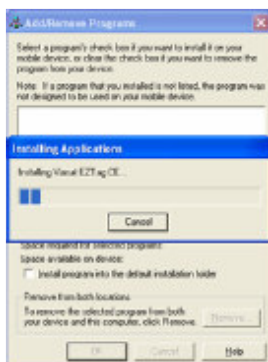 Add/Remove Programs
Select a program's check box if you want to install it on your
mobile device, or clear the check box if you want to remove the
program from your device.
Note: If a program that you installed is not listed, the program was
not designed to be used on your mobile device.
Installing Applications
Installing Visual EZTag CE...
Cancel
Space required for selected programs:
Space available on device:
Install program into the default installation folder
Remove from both locations
To remove the selected program from both
your device and this computer, click Remove.
Remove...
OK
Cancel
Help